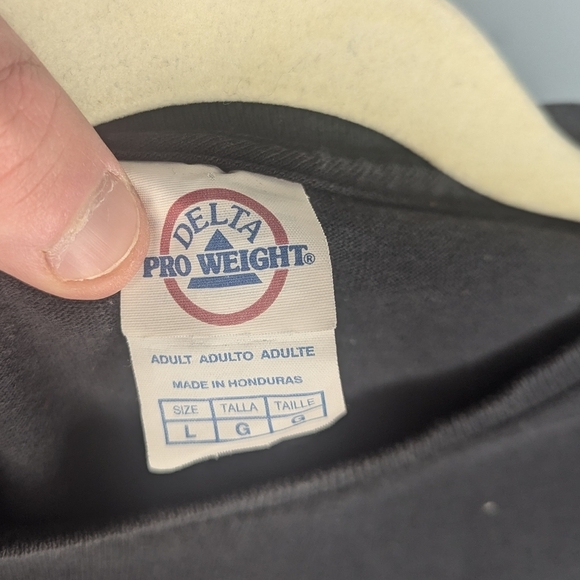 DELTA
PRO WEIGHT®
ADULT ADULTO ADULTE
MADE IN HONDURAS
SIZE TALLA TAILLE
L G G